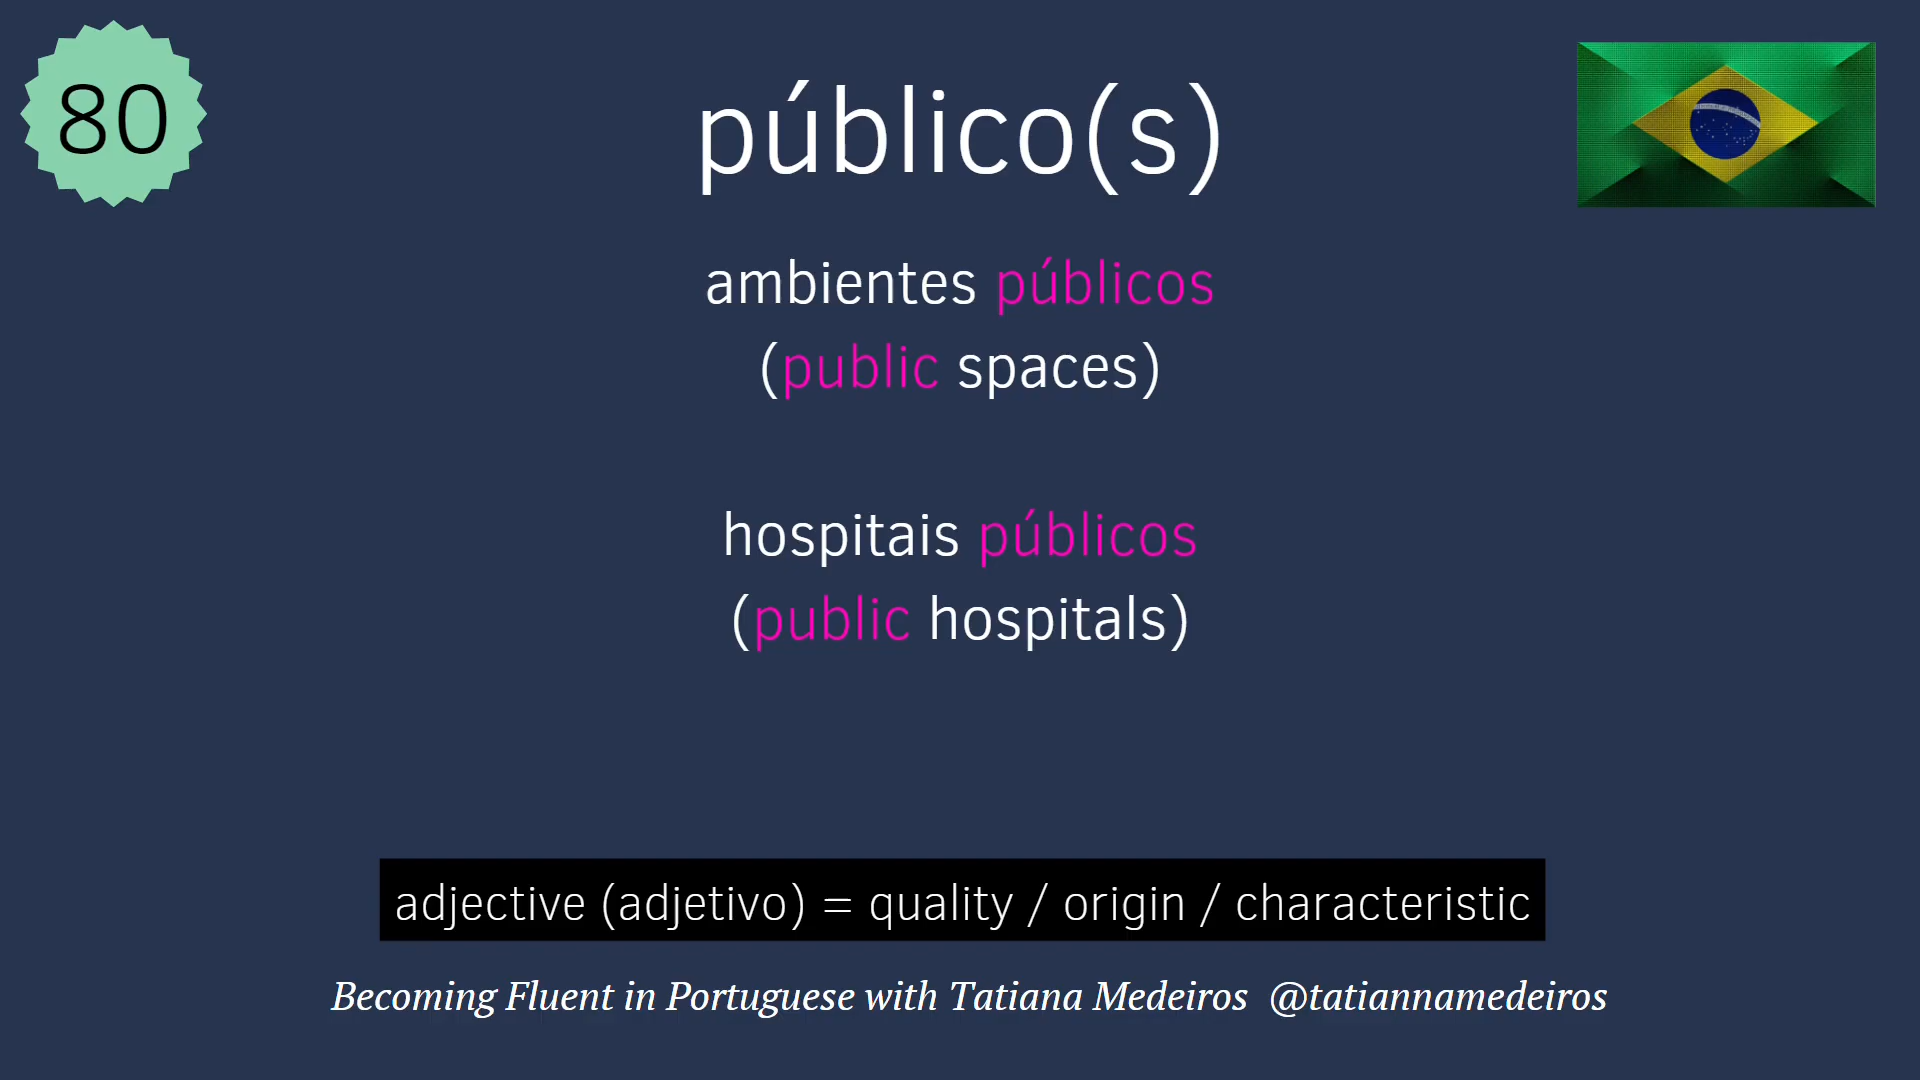 80
público(s)
ambientes públicos
(public spaces)
hospitais públicos
(public hospitals)
adjective (adjetivo) = quality / origin / characteristic
Becoming Fluent in Portuguese with Tatiana Medeiros @tatiannamedeiros